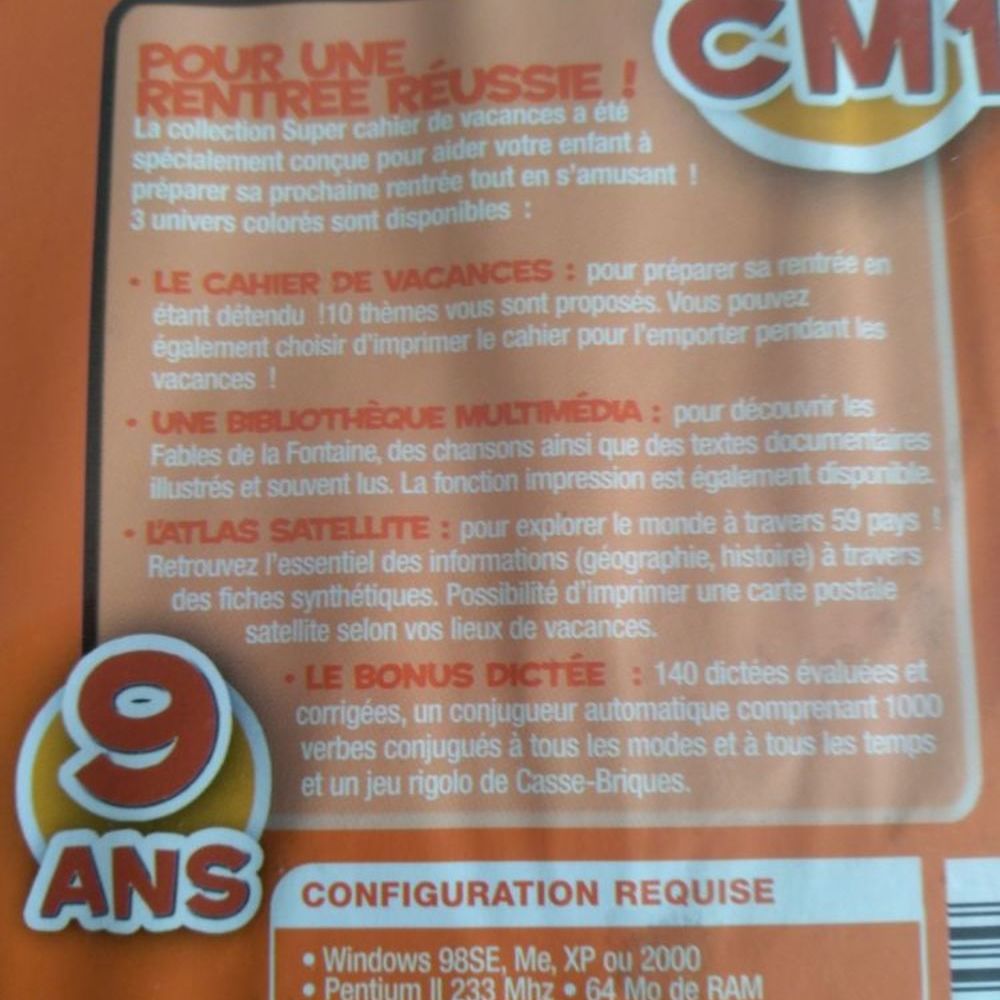 CM1
POUR UNE
RENTRÉE RÉUSSIE !
La collection Super cahier de vacances a été
spécialement conçue pour aider votre enfant à
préparer sa prochaine rentrée tout en s'amusant !
3 univers colorés sont disponibles :
• LE CAHIER DE VACANCES : pour préparer sa rentrée en
étant détendu !10 thèmes vous sont proposés. Vous pouvez
également choisir d'imprimer le cahier pour l'emporter pendant les
vacances !
• UNE BIBLIOTHÈQUE MULTIMÉDIA : pour découvrir les
Fables de la Fontaine, des chansons ainsi que des textes documentaires
illustrés et souvent lus. La fonction impression est également disponible.
• L'ATLAS SATELLITE : pour explorer le monde à travers 59 pays !
Retrouvez l'essentiel des informations (géographie, histoire) à travers
des fiches synthétiques. Possibilité d'imprimer une carte postale
satellite selon vos lieux de vacances.
• LE BONUS DICTÉE : 140 dictées évaluées et
corrigées, un conjugueur automatique comprenant 1000
verbes conjugués à tous les modes et à tous les temps
et un jeu rigolo de Casse-Briques.
9
ANS
CONFIGURATION REQUISE
• Windows 98SE, Me, XP ou 2000
• Pentium II 233 Mhz • 64 Mo de RAM